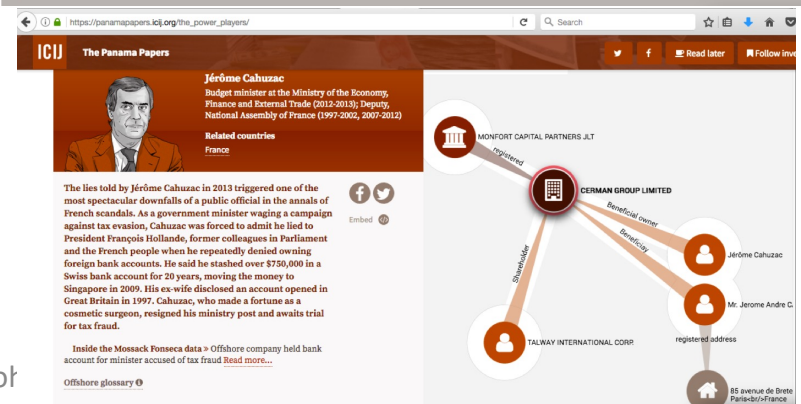 https://panamapapers.icij.org/the_power_players/
Search
ICIJ The Panama Papers
Read later
Follow inve
Jérôme Cahuzac
Budget minister at the Ministry of the Economy,
Finance and External Trade (2012-2013); Deputy,
National Assembly of France (1997-2002, 2007-2012)
Related countries
France
The lies told by Jérôme Cahuzac in 2013 triggered one of the
most spectacular downfalls of a public official in the annals of
French scandals. As a government minister waging a campaign
against tax evasion, Cahuzac was forced to admit he lied to
President François Hollande, former colleagues in Parliament
and the French people when he repeatedly denied owning
foreign bank accounts. He said he stashed over $750,000 in a
Swiss bank account for 20 years, moving the money to
Singapore in 2009. His ex-wife disclosed an account opened in
Great Britain in 1997. Cahuzac, who made a fortune as a
cosmetic surgeon, resigned his ministry post and awaits trial
for tax fraud.
Embed
Inside the Mossack Fonseca data » Offshore company held bank
account for minister accused of tax fraud Read more...
Offshore glossary
ph
MONFORT CAPITAL PARTNERS JLT
registered
CERMAN GROUP LIMITED
Beneficial owner
Beneficiay
Jérôme Cahuzac
Shareholder
Mr. Jerome Andre C.
TALWAY INTERNATIONAL CORP.
registered address
85 avenue de Brete
Paris<br/>France